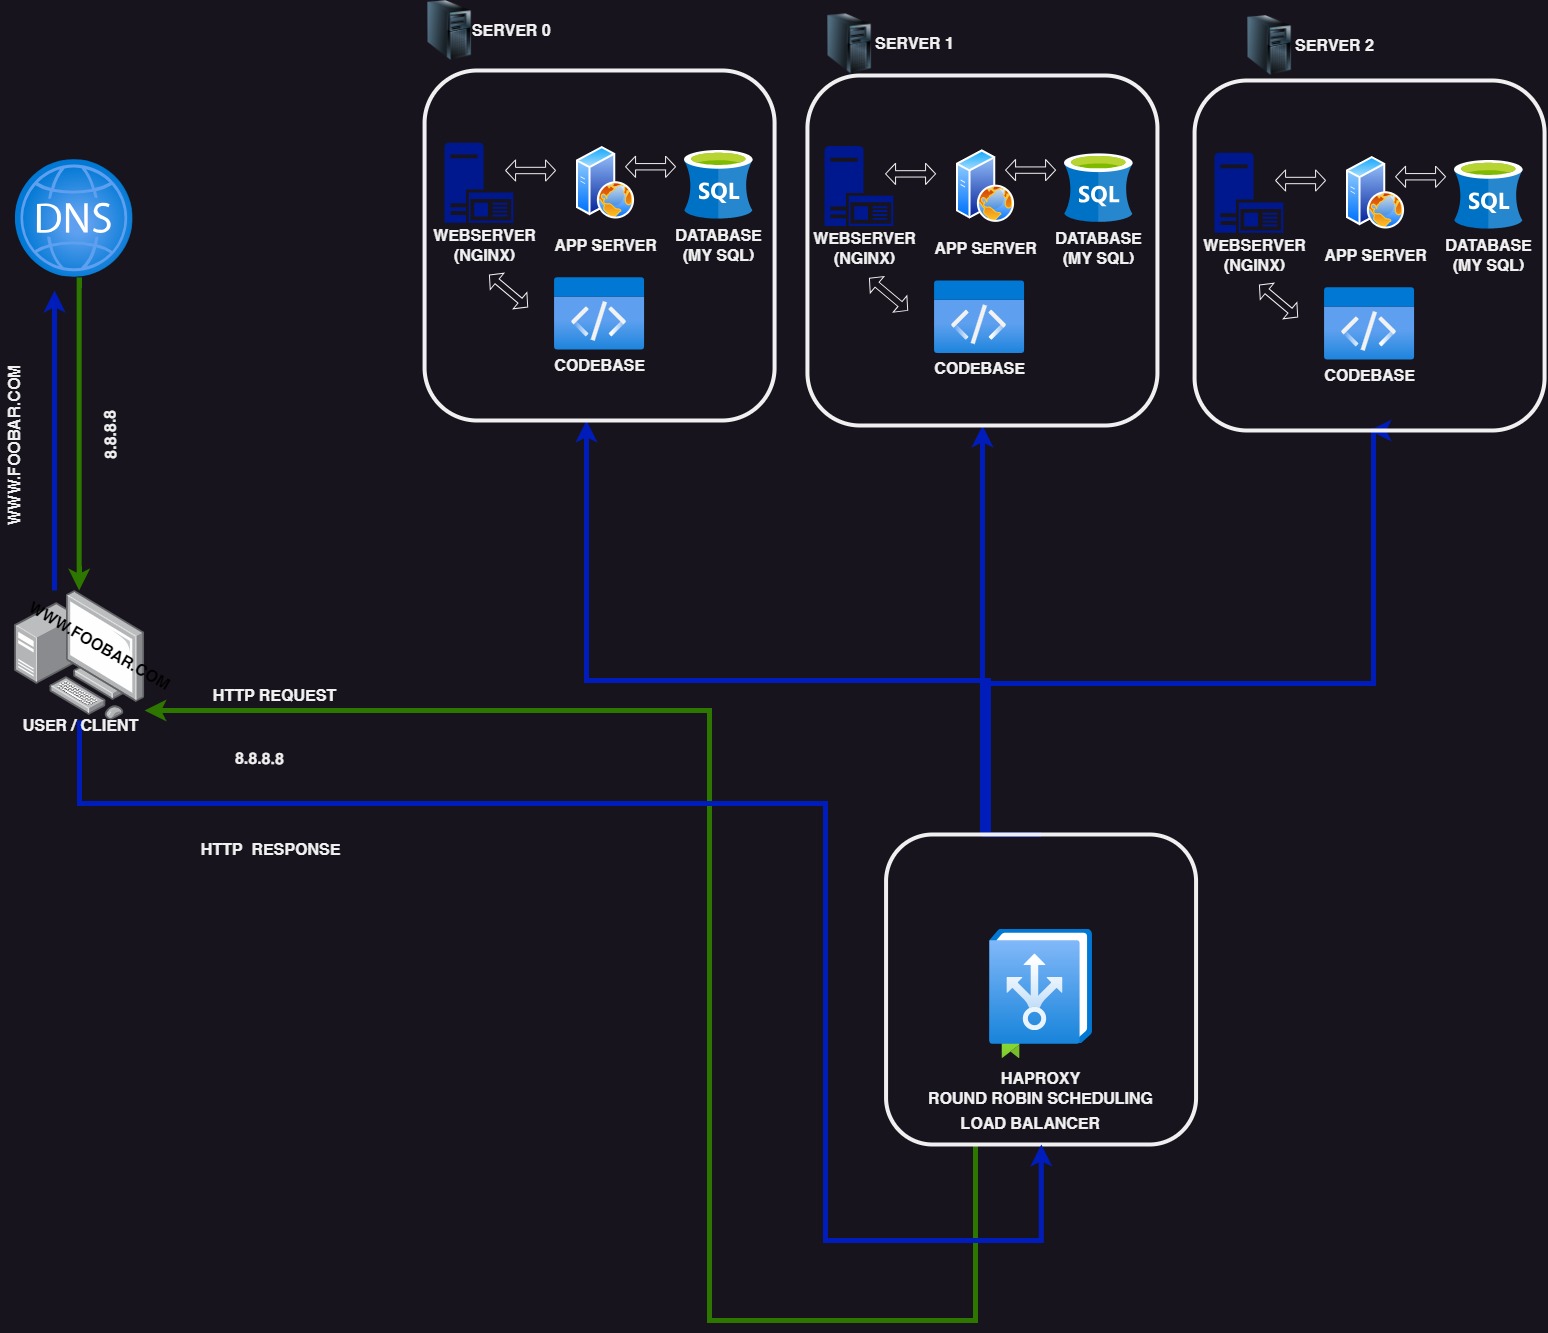 SERVER 0
SERVER 1
SERVER 2
WEBSERVER
(NGINX)
APP SERVER
SQL
DATABASE
(MY SQL)
CODEBASE
WEBSERVER
(NGINX)
APP SERVER
SQL
DATABASE
(MY SQL)
CODEBASE
WEBSERVER
(NGINX)
APP SERVER
SQL
DATABASE
(MY SQL)
CODEBASE
DNS
WWW.FOOBAR.COM
8.8.8.8
WWW.FOOBAR.COM
USER / CLIENT
HTTP REQUEST
8.8.8.8
HTTP RESPONSE
HAPROXY
ROUND ROBIN SCHEDULING
LOAD BALANCER